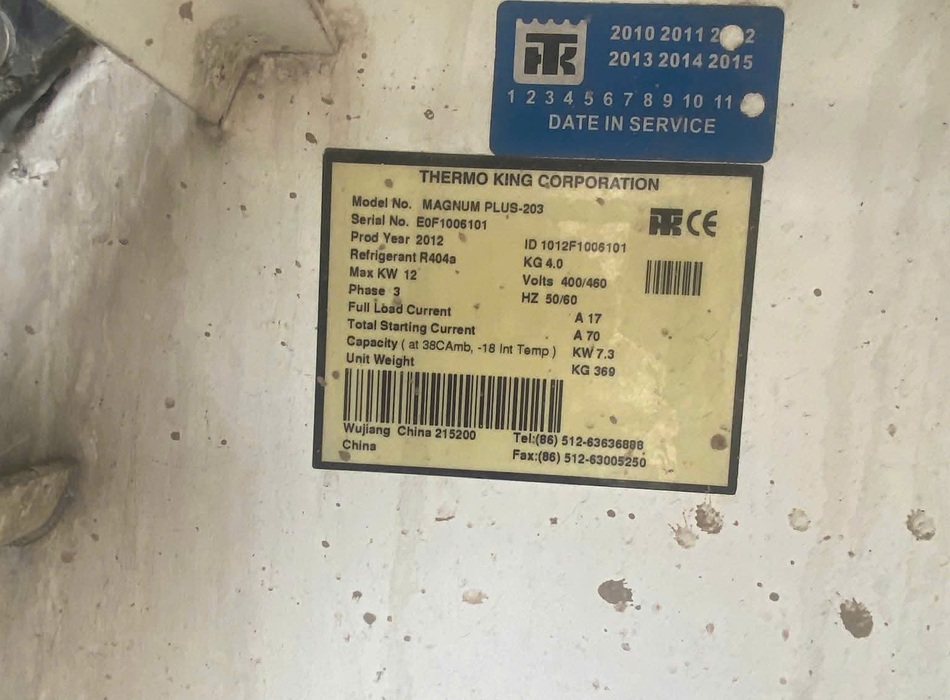 TK
2010 2011 2
2013 2014 2015
1 2 3 4 5 6 7 8 9 10 11
DATE IN SERVICE
THERMO KING CORPORATION
Model No. MAGNUM PLUS-203
Serial No. E0F1006101
TK CE
Prod Year 2012 ID 1012F1006101
Refrigerant R404a KG 4.0
Max KW 12 Volts 400/460
Phase 3 HZ 50/60
Full Load Current A 17
Total Starting Current A 70
Capacity ( at 38CAmb, -18 Int Temp ) KW 7.3
Unit Weight KG 369
Wujiang China 215200 Tel:(86) 512-63636888
China Fax:(86) 512-63005250